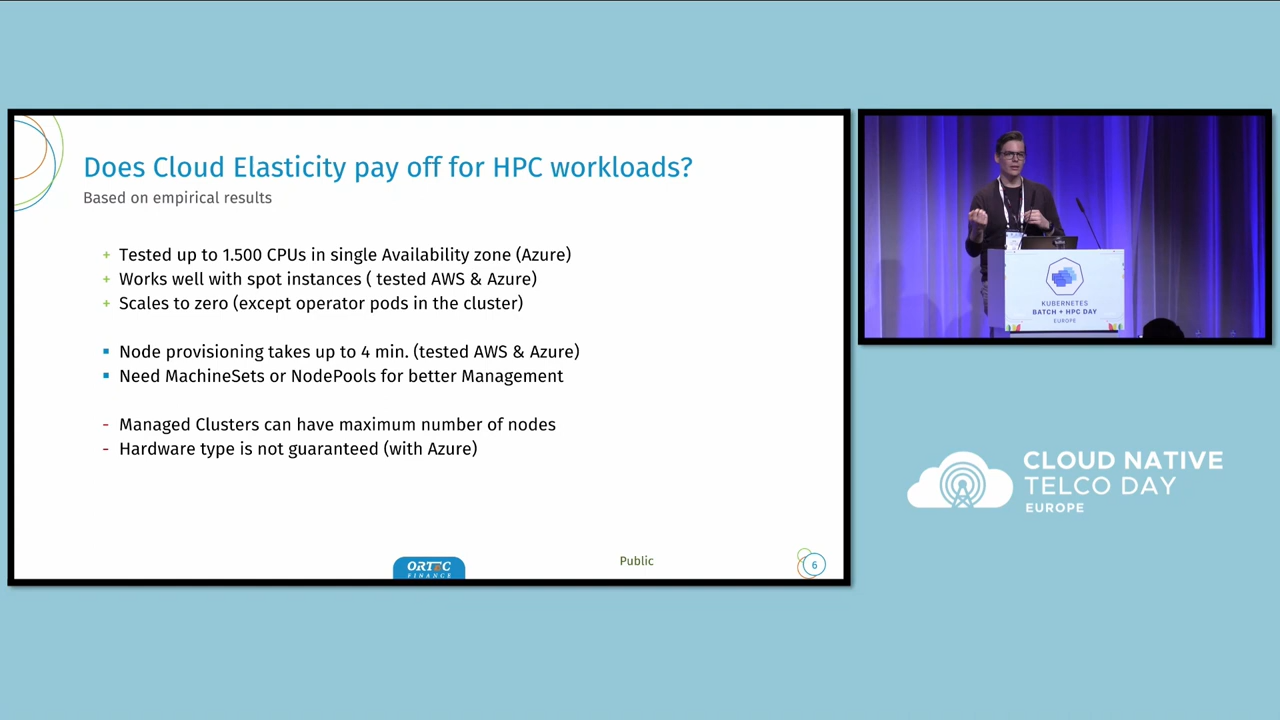 Does Cloud Elasticity pay off for HPC workloads?
Based on empirical results
+ Tested up to 1.500 CPUs in single Availability zone (Azure)
+ Works well with spot instances ( tested AWS & Azure)
+ Scales to zero (except operator pods in the cluster)
▪ Node provisioning takes up to 4 min. (tested AWS & Azure)
▪ Need MachineSets or NodePools for better Management
- Managed Clusters can have maximum number of nodes
- Hardware type is not guaranteed (with Azure)
ORTEC
FINANCE
Public
6
KUBERNETES
BATCH + HPC DAY
EUROPE
CLOUD NATIVE
TELCO DAY
EUROPE